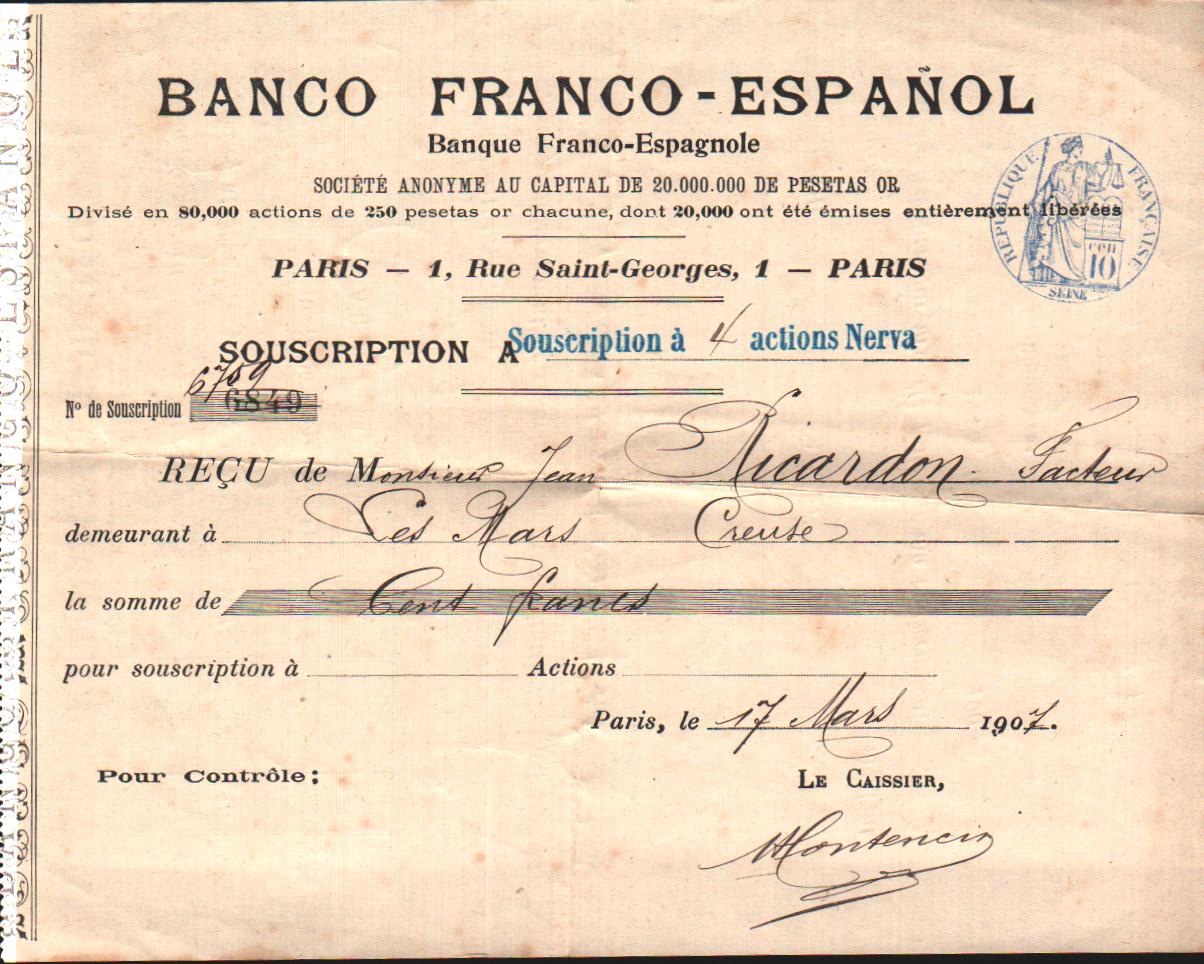 BANCO FRANCO-ESPAÑOL
Banque Franco-Espagnole
SOCIÉTÉ ANONYME AU CAPITAL DE 20.000.000 DE PESETAS OR
Divisé en 80,000 actions de 250 pesetas or chacune, dont 20,000 ont été émises entièrement libérées
RÉPUBLIQUE FRANÇAISE
10
SEINE
PARIS — 1, Rue Saint-Georges, 1 — PARIS
SOUSCRIPTION A Souscription à 4 actions Nerva
6759
No de Souscription 6849
REÇU de Monsieur Jean Ricardon Facteur
demeurant à Les Mars Creuse
la somme de Cent francs
pour souscription à Actions
Paris, le 17 Mars 1907.
Pour Contrôle: LE CAISSIER,
BANCO FRANCO ESPAÑOL